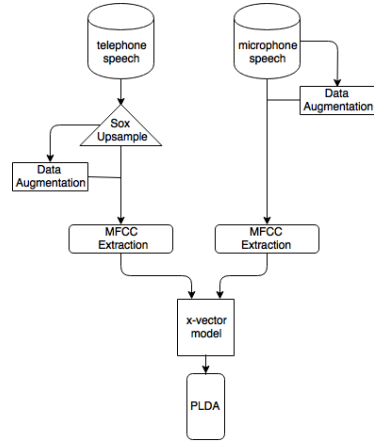 telephone
speech
microphone
speech
Data
Augmentation
Sox
Upsample
Data
Augmentation
MFCC
Extraction
MFCC
Extraction
x-vector
model
PLDA